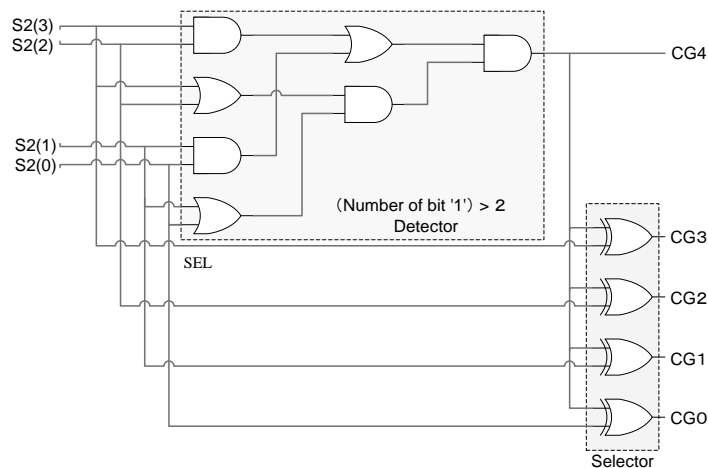 S2(3)
S2(2)
CG4
S2(1)
S2(0)
(Number of bit '1') > 2
Detector
SEL
CG3
CG2
CG1
CG0
Selector